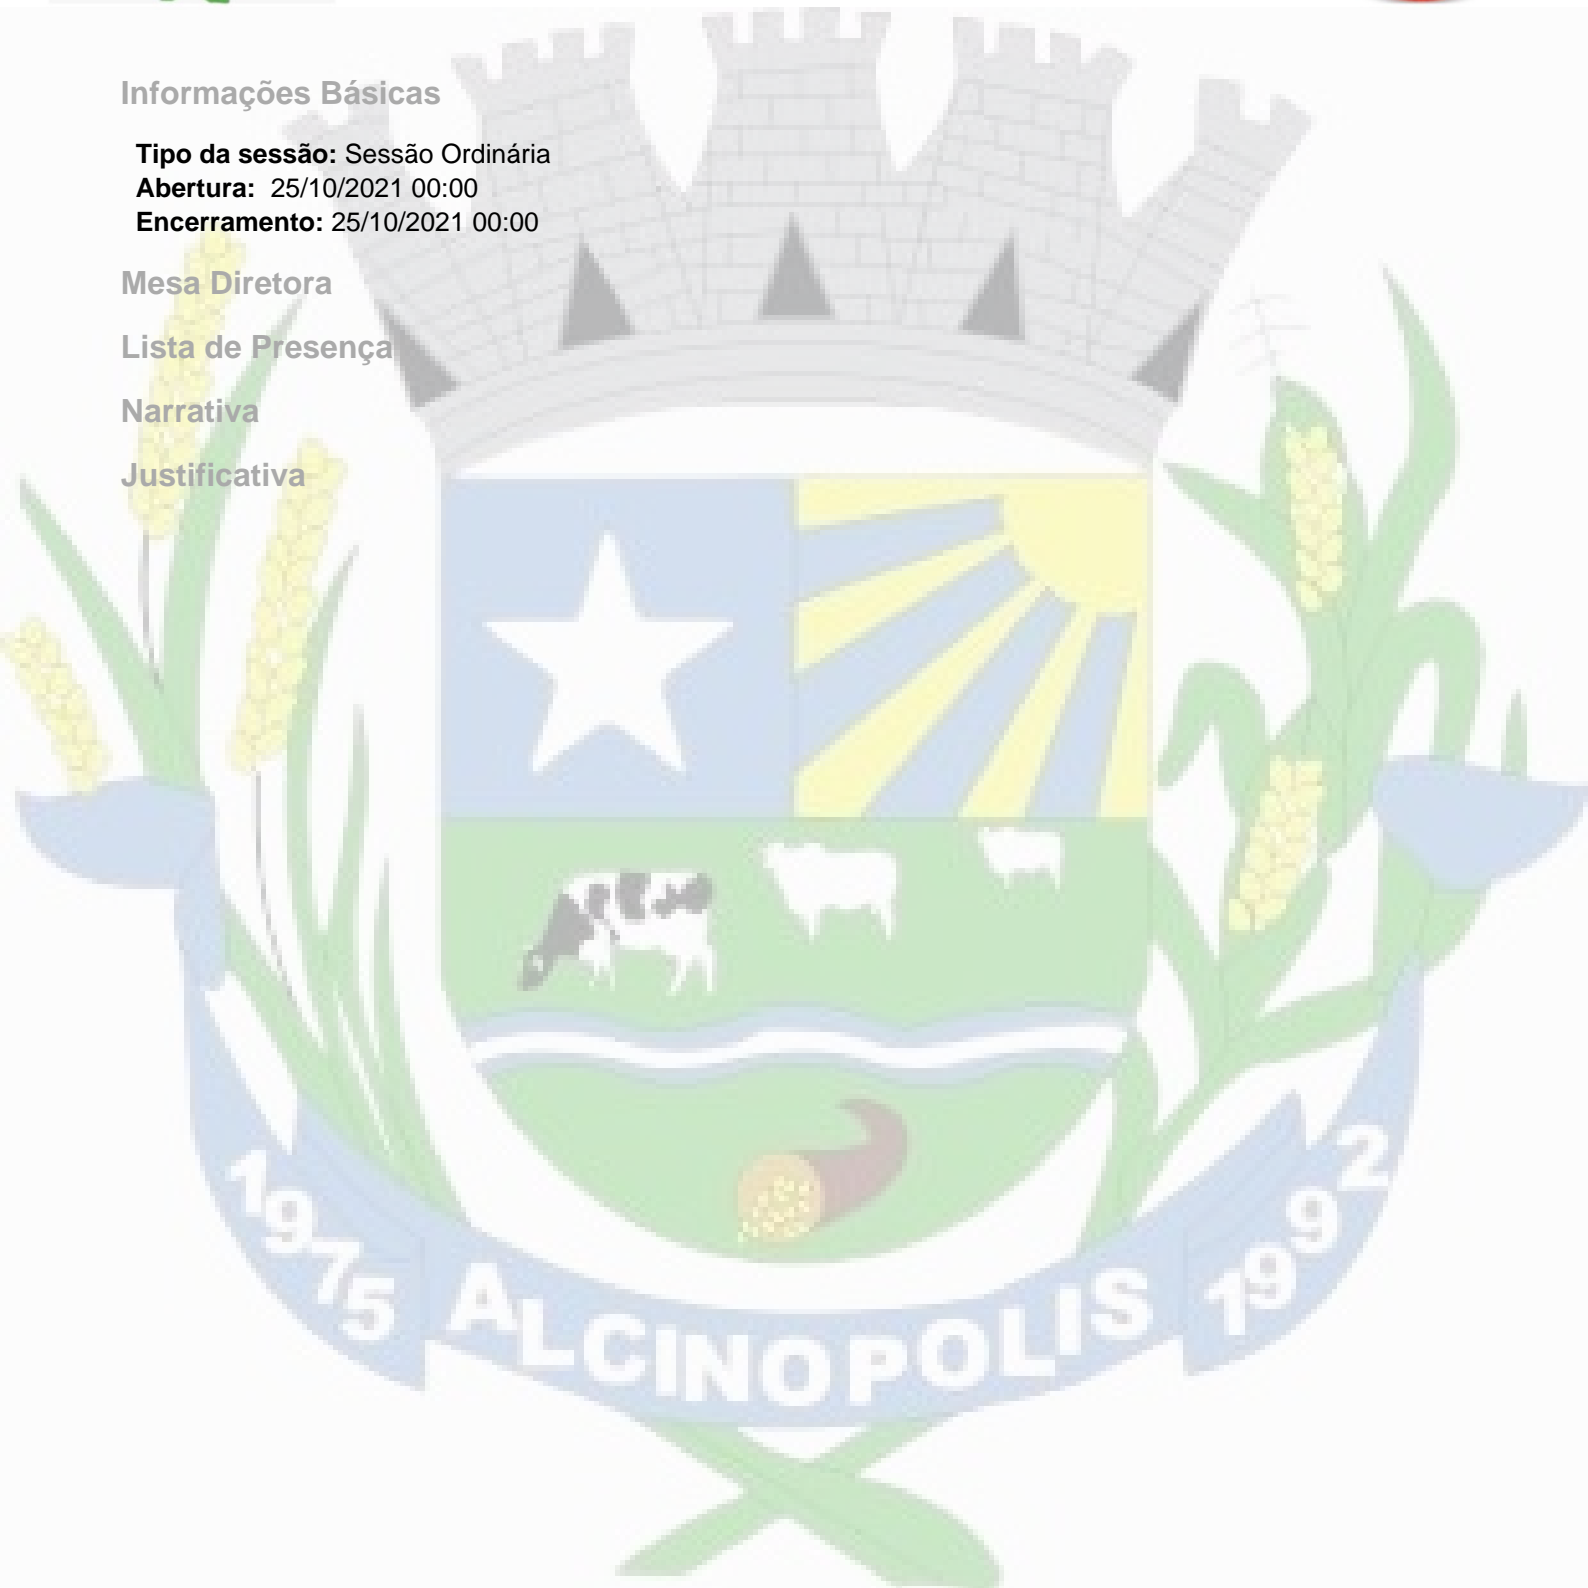 Informações Básicas
Tipo da sessão: Sessão Ordinária
Abertura: 25/10/2021 00:00
Encerramento: 25/10/2021 00:00
Mesa Diretora
Lista de Presença
Narrativa
Justificativa
1975 ALCINOPOLIS 1992